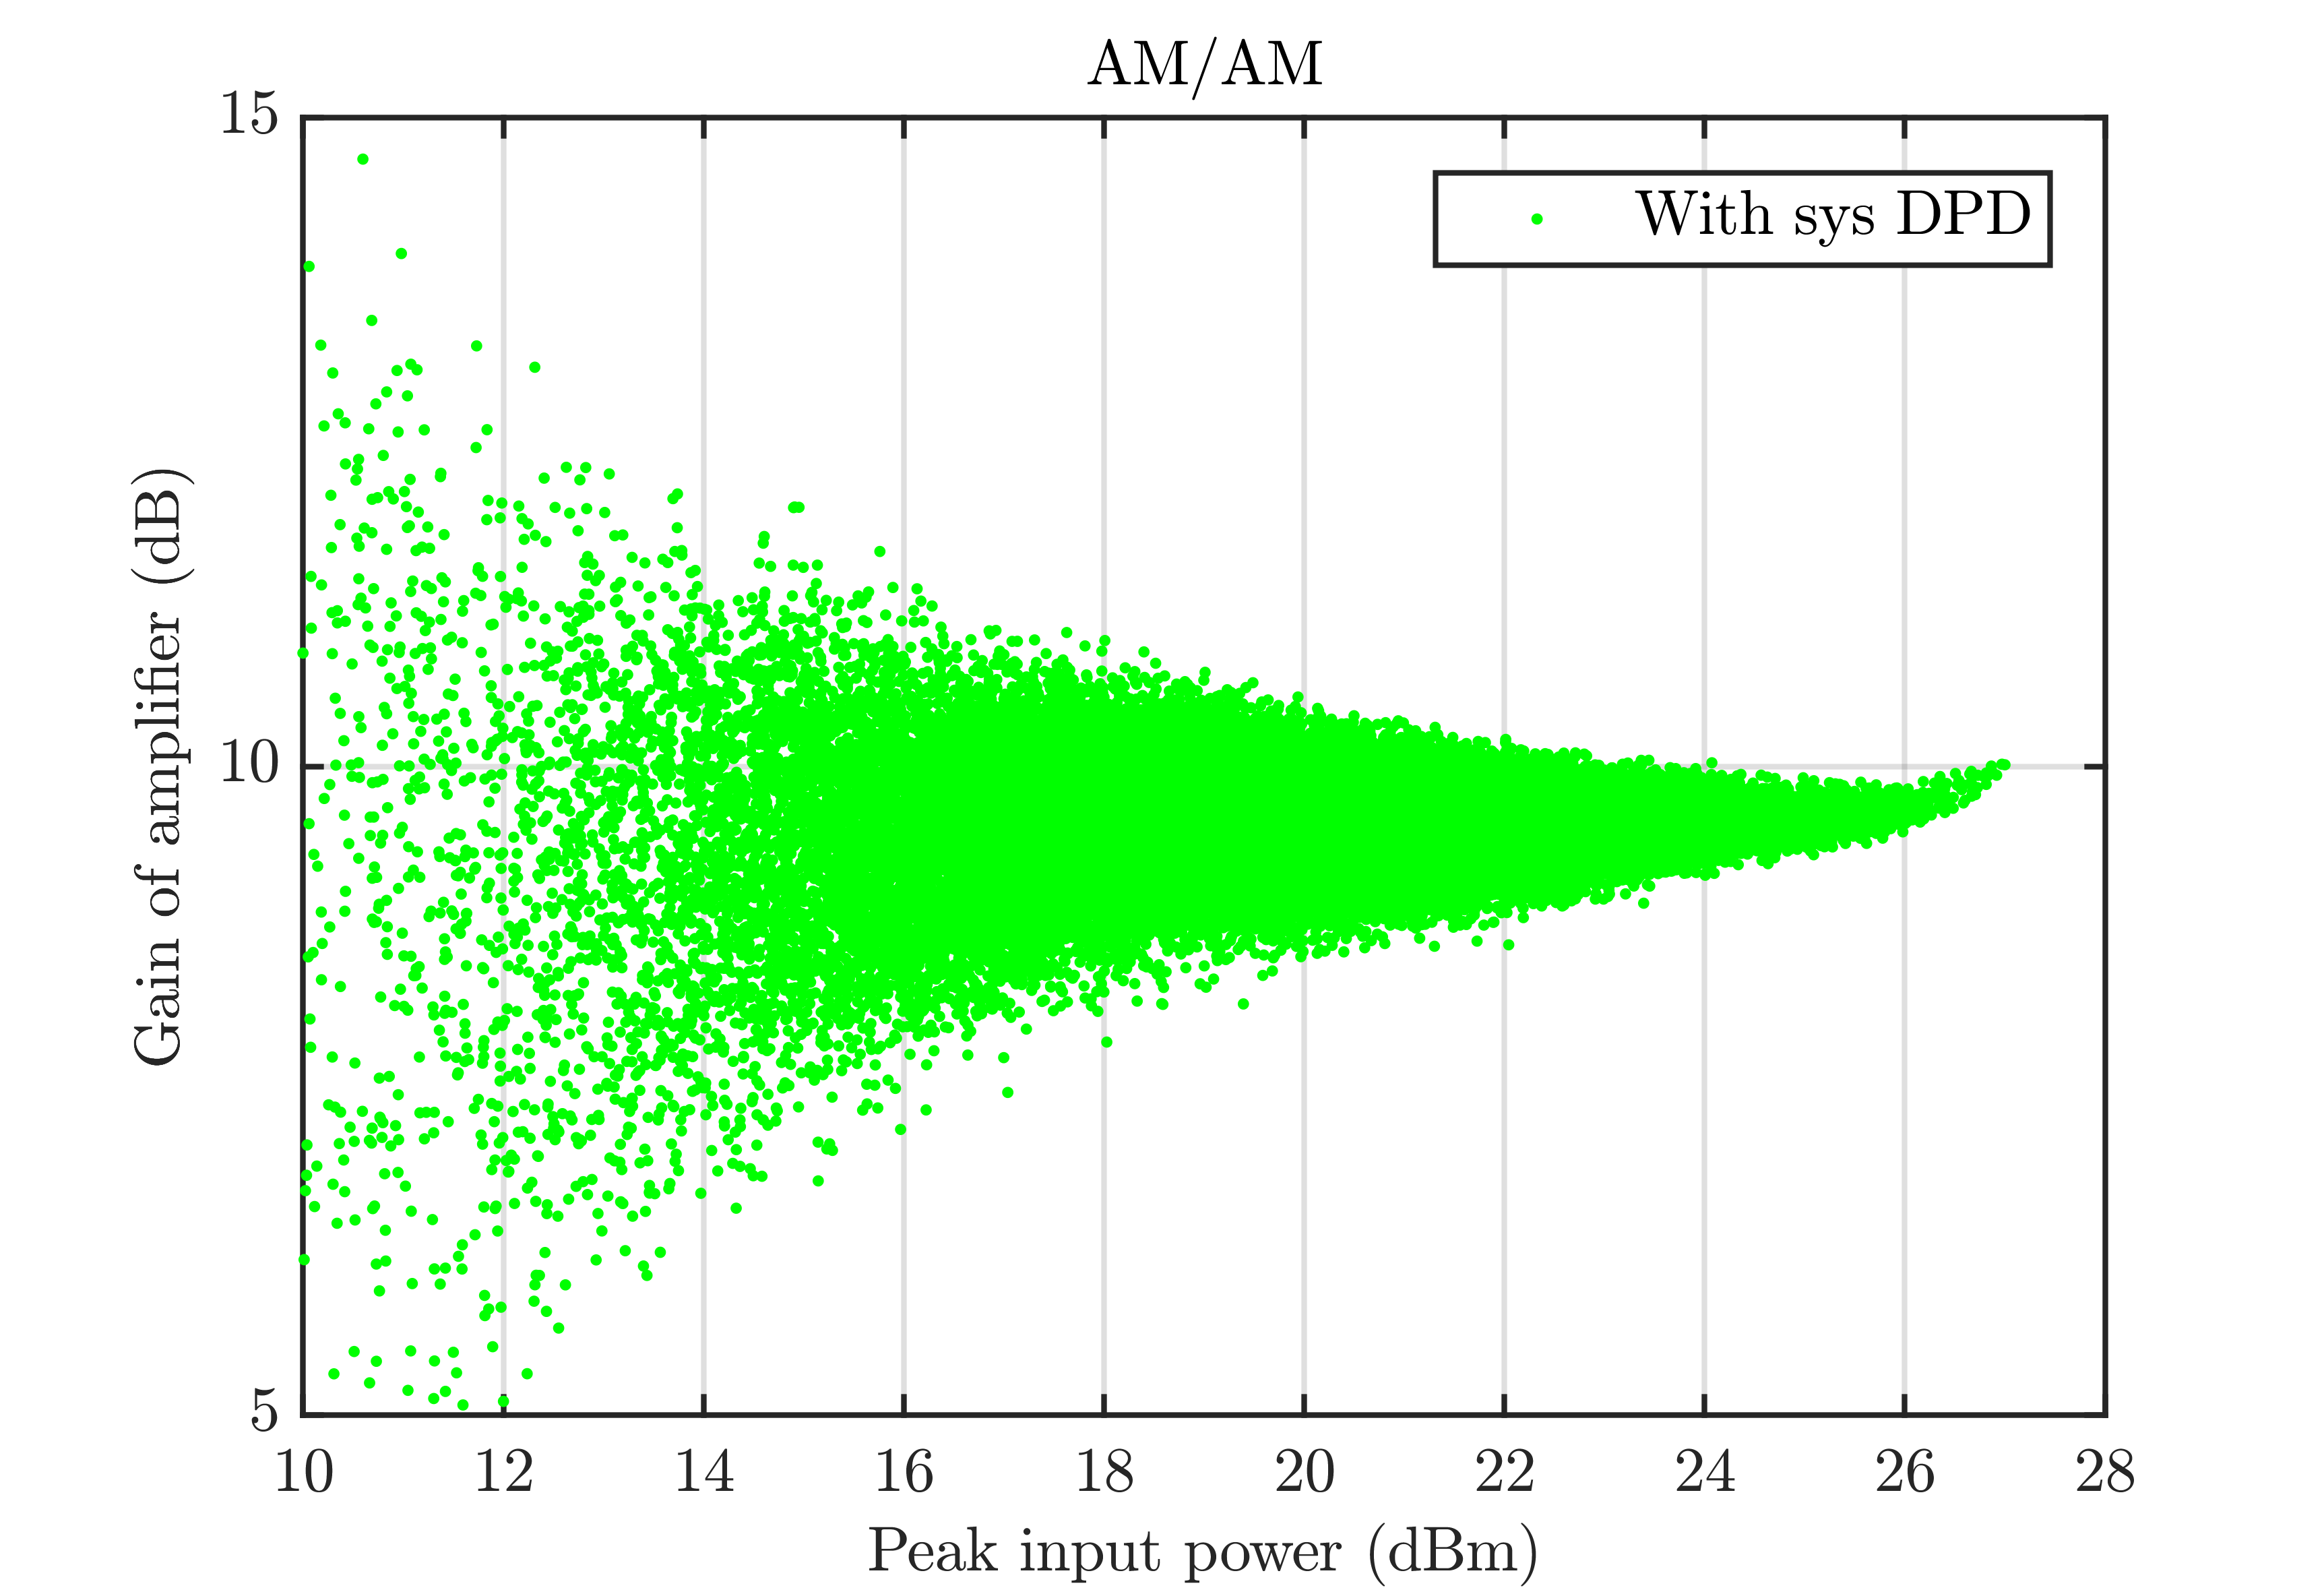 AM/AM
15
With sys DPD
Gain of amplifier (dB)
10
5
10 12 14 16 18 20 22 24 26 28
Peak input power (dBm)